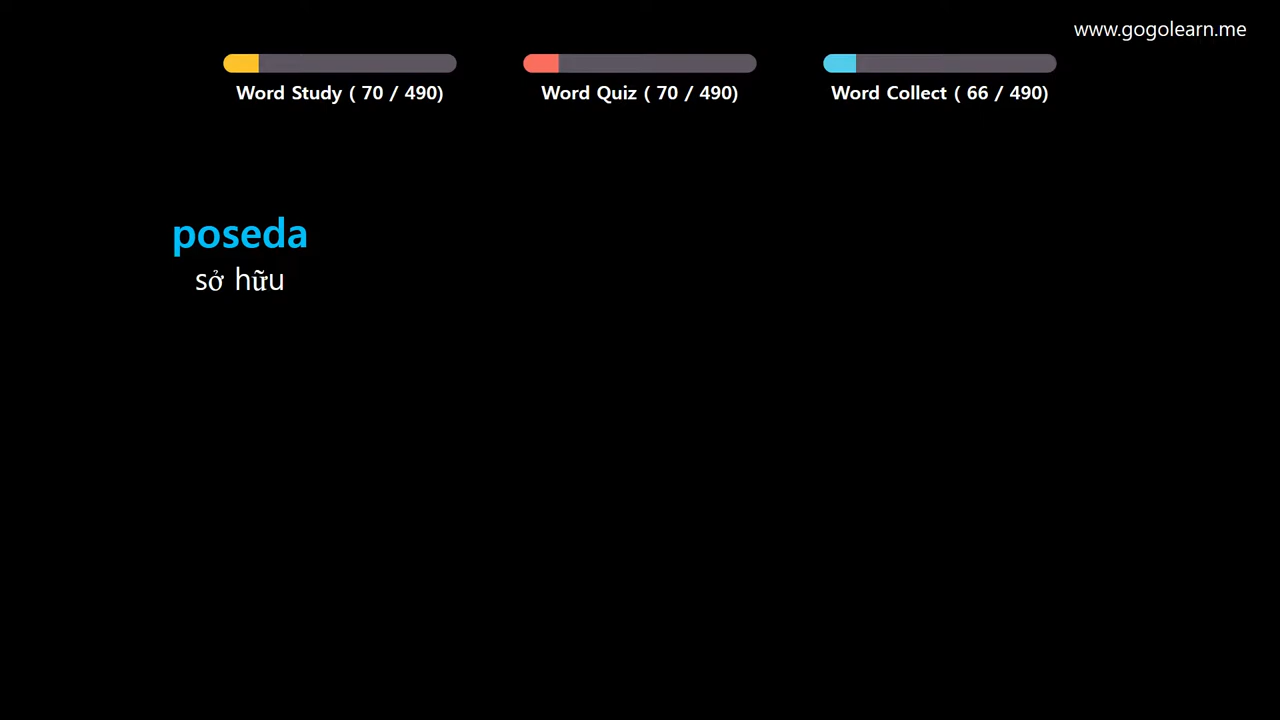 www.gogolearn.me
Word Study ( 70 / 490)
Word Quiz ( 70 / 490)
Word Collect ( 66 / 490)
poseda
sở hữu